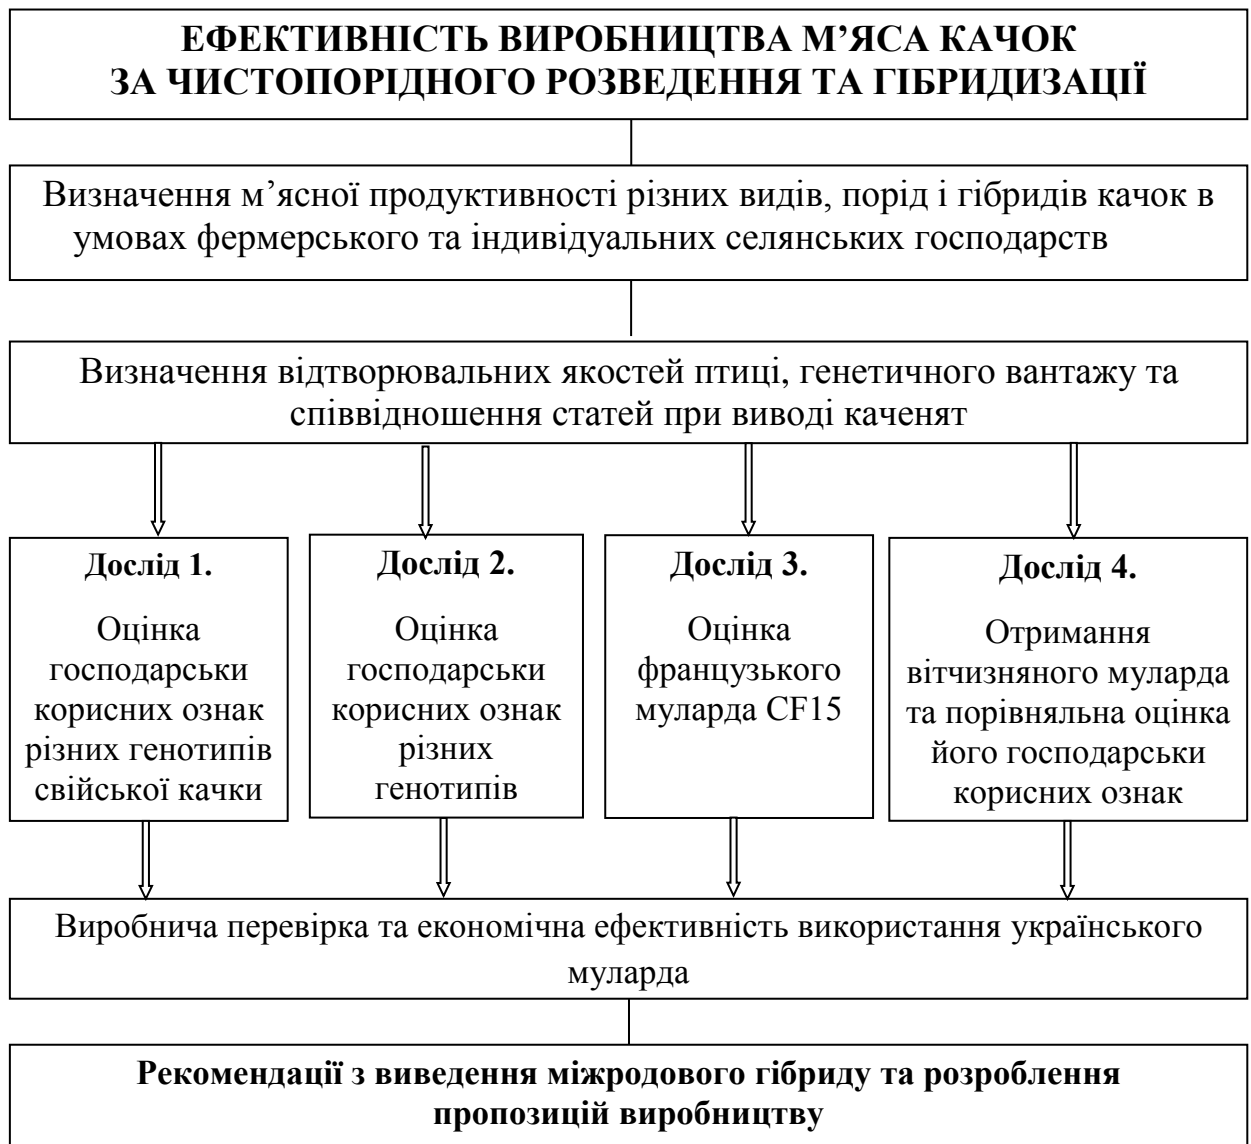 ЕФЕКТИВНІСТЬ ВИРОБНИЦТВА М’ЯСА КАЧОК
ЗА ЧИСТОПОРІДНОГО РОЗВЕДЕННЯ ТА ГІБРИДИЗАЦІЇ
Визначення м’ясної продуктивності різних видів, порід і гібридів качок в
умовах фермерського та індивідуальних селянських господарств
Визначення відтворювальних якостей птиці, генетичного вантажу та
співвідношення статей при виводі каченят
Дослід 1.
Оцінка
господарськи
корисних ознак
різних генотипів
свійської качки
Дослід 2.
Оцінка
господарськи
корисних ознак
різних
генотипів
Дослід 3.
Оцінка
французького
муларда CF15
Дослід 4.
Отримання
вітчизняного муларда
та порівняльна оцінка
його господарськи
корисних ознак
Виробнича перевірка та економічна ефективність використання українського
муларда
Рекомендації з виведення міжродового гібриду та розроблення
пропозицій виробництву